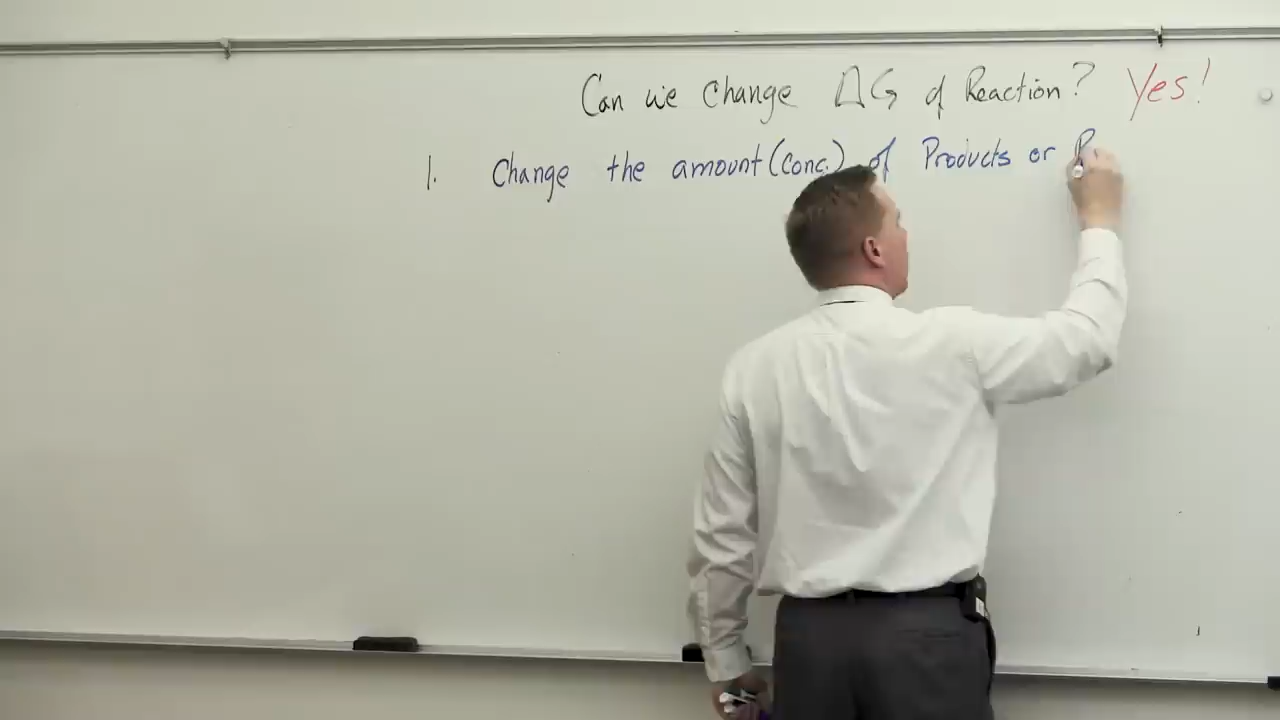 Can we change ΔG of Reaction? Yes!
1. Change the amount (conc.) of Products or